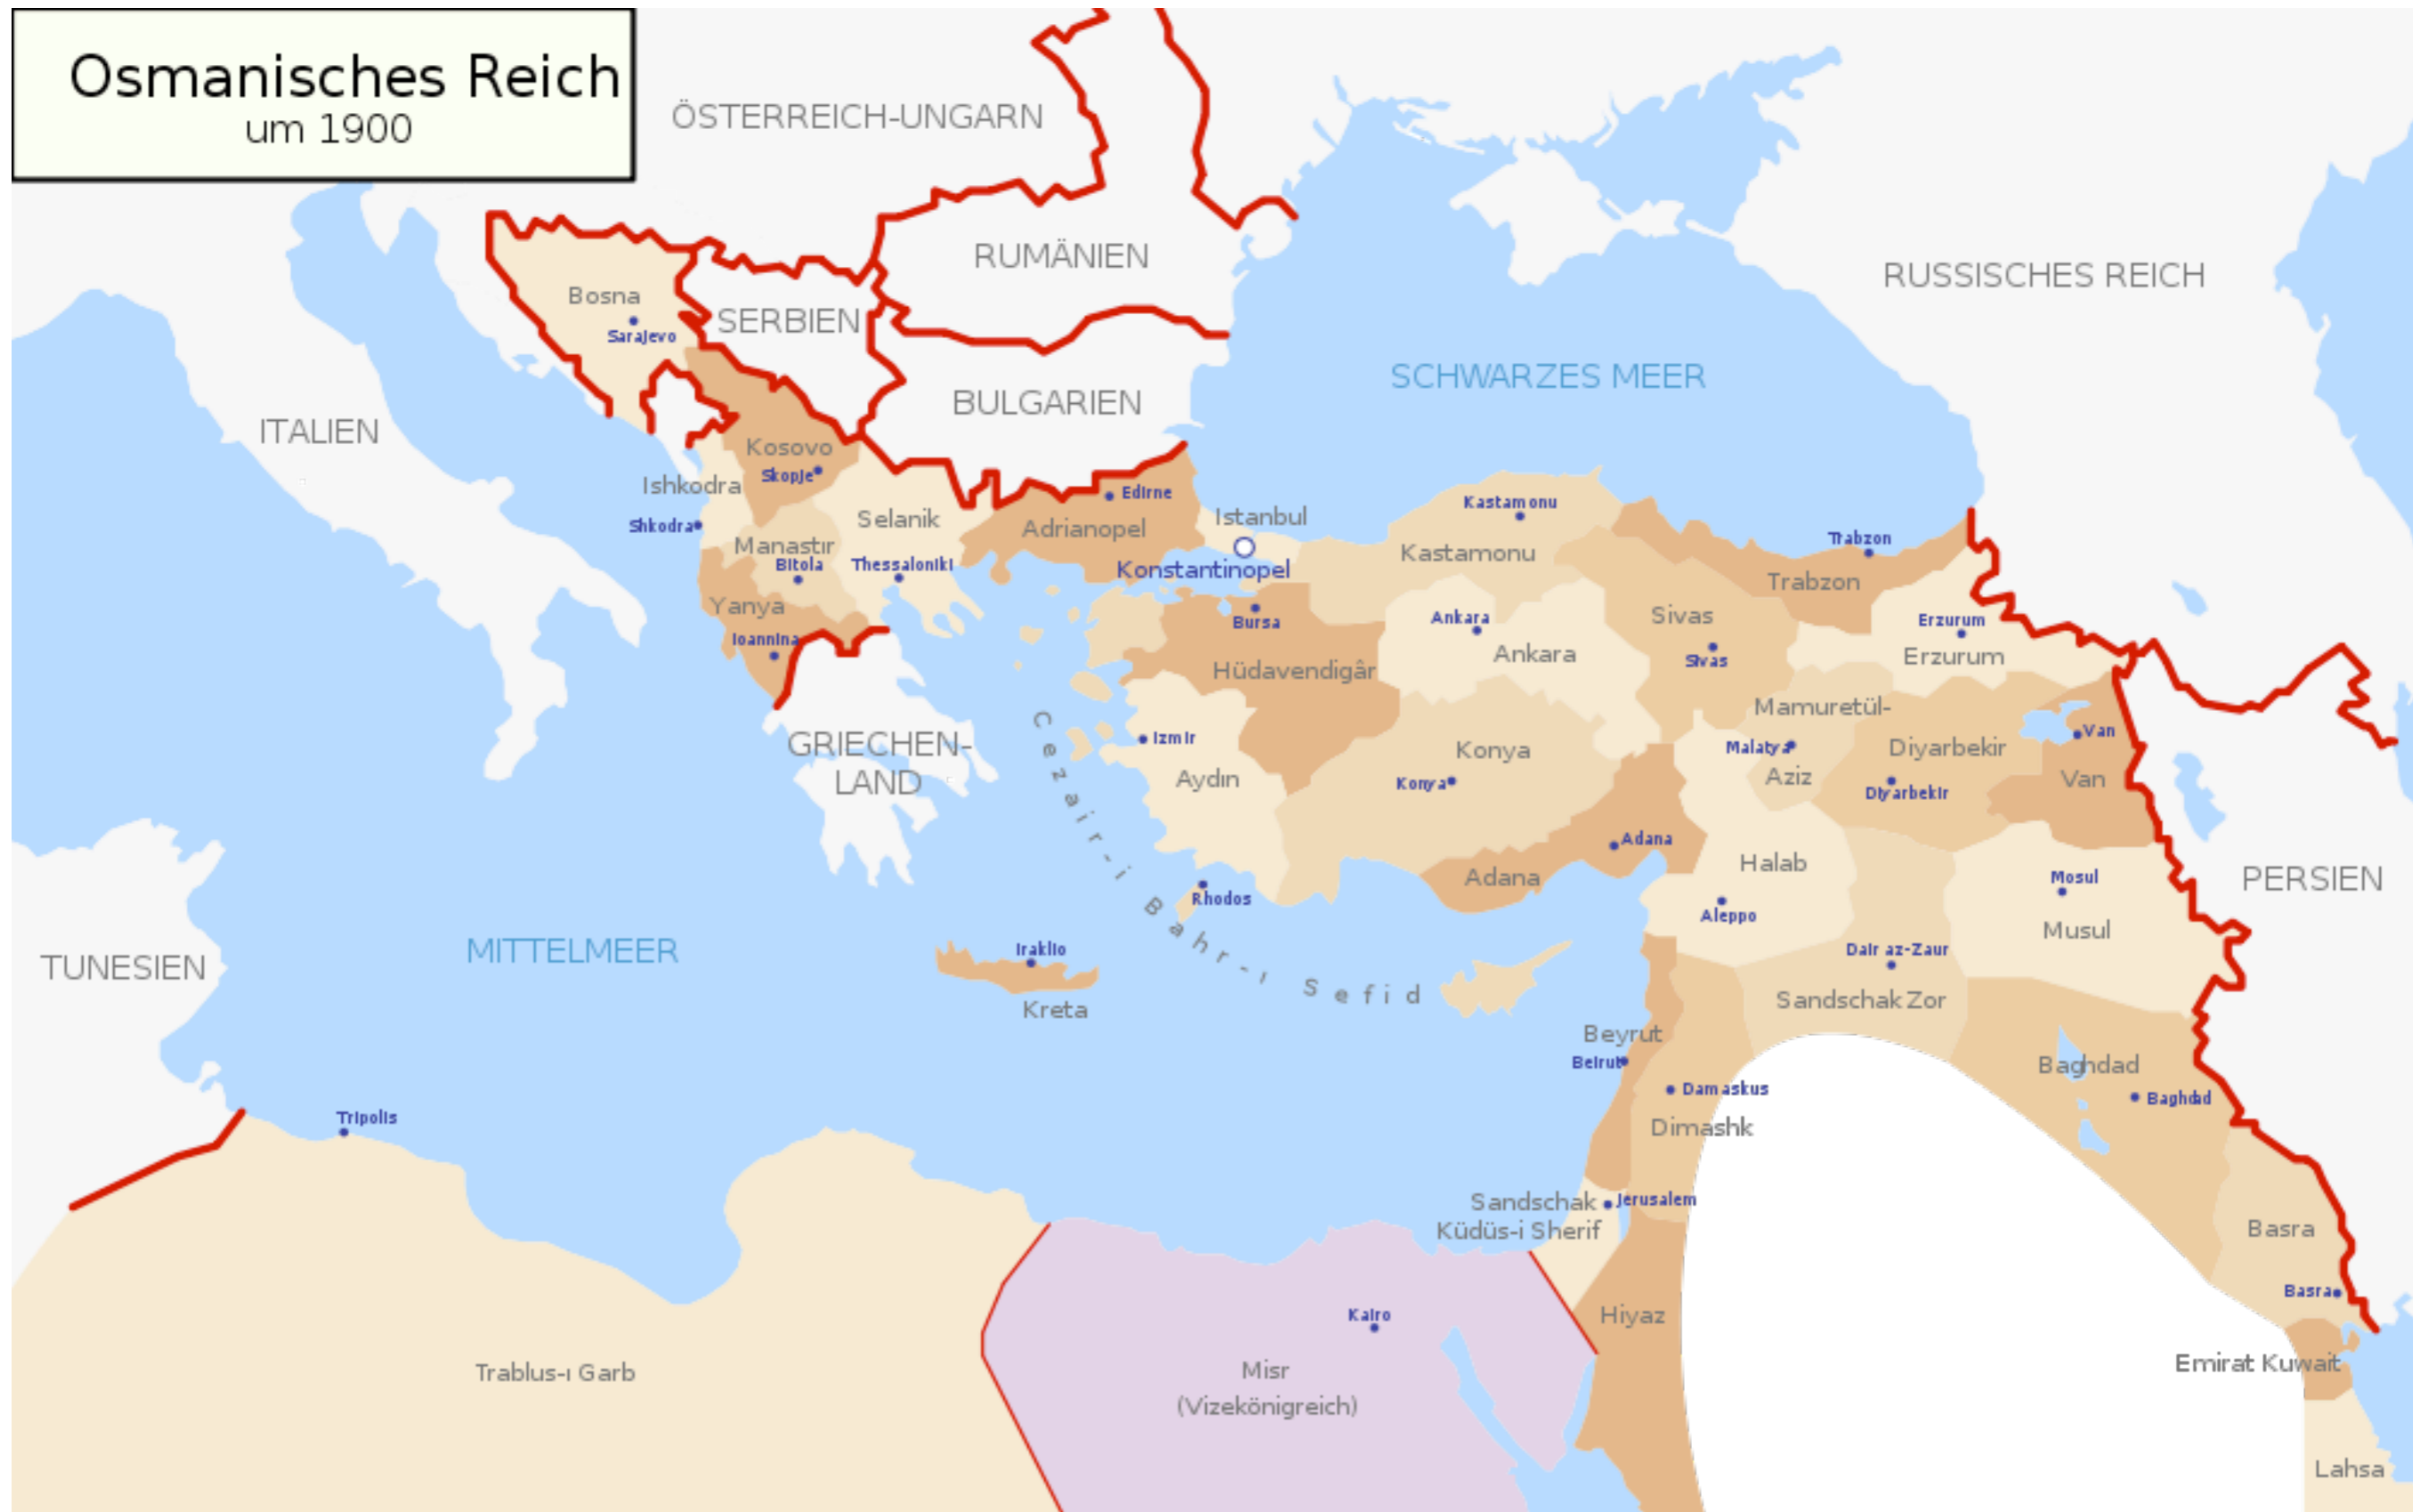 Osmanisches Reich
um 1900
ÖSTERREICH-UNGARN
RUMÄNIEN
RUSSISCHES REICH
Bosna
Sarajevo
SERBIEN
BULGARIEN
SCHWARZES MEER
ITALIEN
Kosovo
Skopje
Ishkodra
Shkodra
Selanik
Manastır
Bitola
Thessaloniki
Yanya
Ioannina
Edirne
Adrianopel
Istanbul
Konstantinopel
Kastamonu
Kastamonu
Trabzon
Trabzon
Bursa
Hüdavendigâr
Ankara
Ankara
Sivas
Sivas
Erzurum
Erzurum
GRIECHEN-
LAND
Cezair-i Bahr-ı Sefid
Izmir
Aydın
Konya
Konya
Mamuretül-
Aziz
Malatya
Diyarbekir
Diyarbekir
Van
Van
Adana
Adana
Halab
Aleppo
Mosul
Musul
PERSIEN
Rhodos
TUNESIEN
MITTELMEER
Iraklio
Kreta
Dair az-Zaur
Sandschak Zor
Beyrut
Beirut
Damaskus
Dimashk
Baghdad
Baghdad
Tripolis
Sandschak
Küdüs-i Sherif
Jerusalem
Basra
Basra
Hiyaz
Kairo
Misr
(Vizekönigreich)
Trablus-ı Garb
Emirat Kuwait
Lahsa